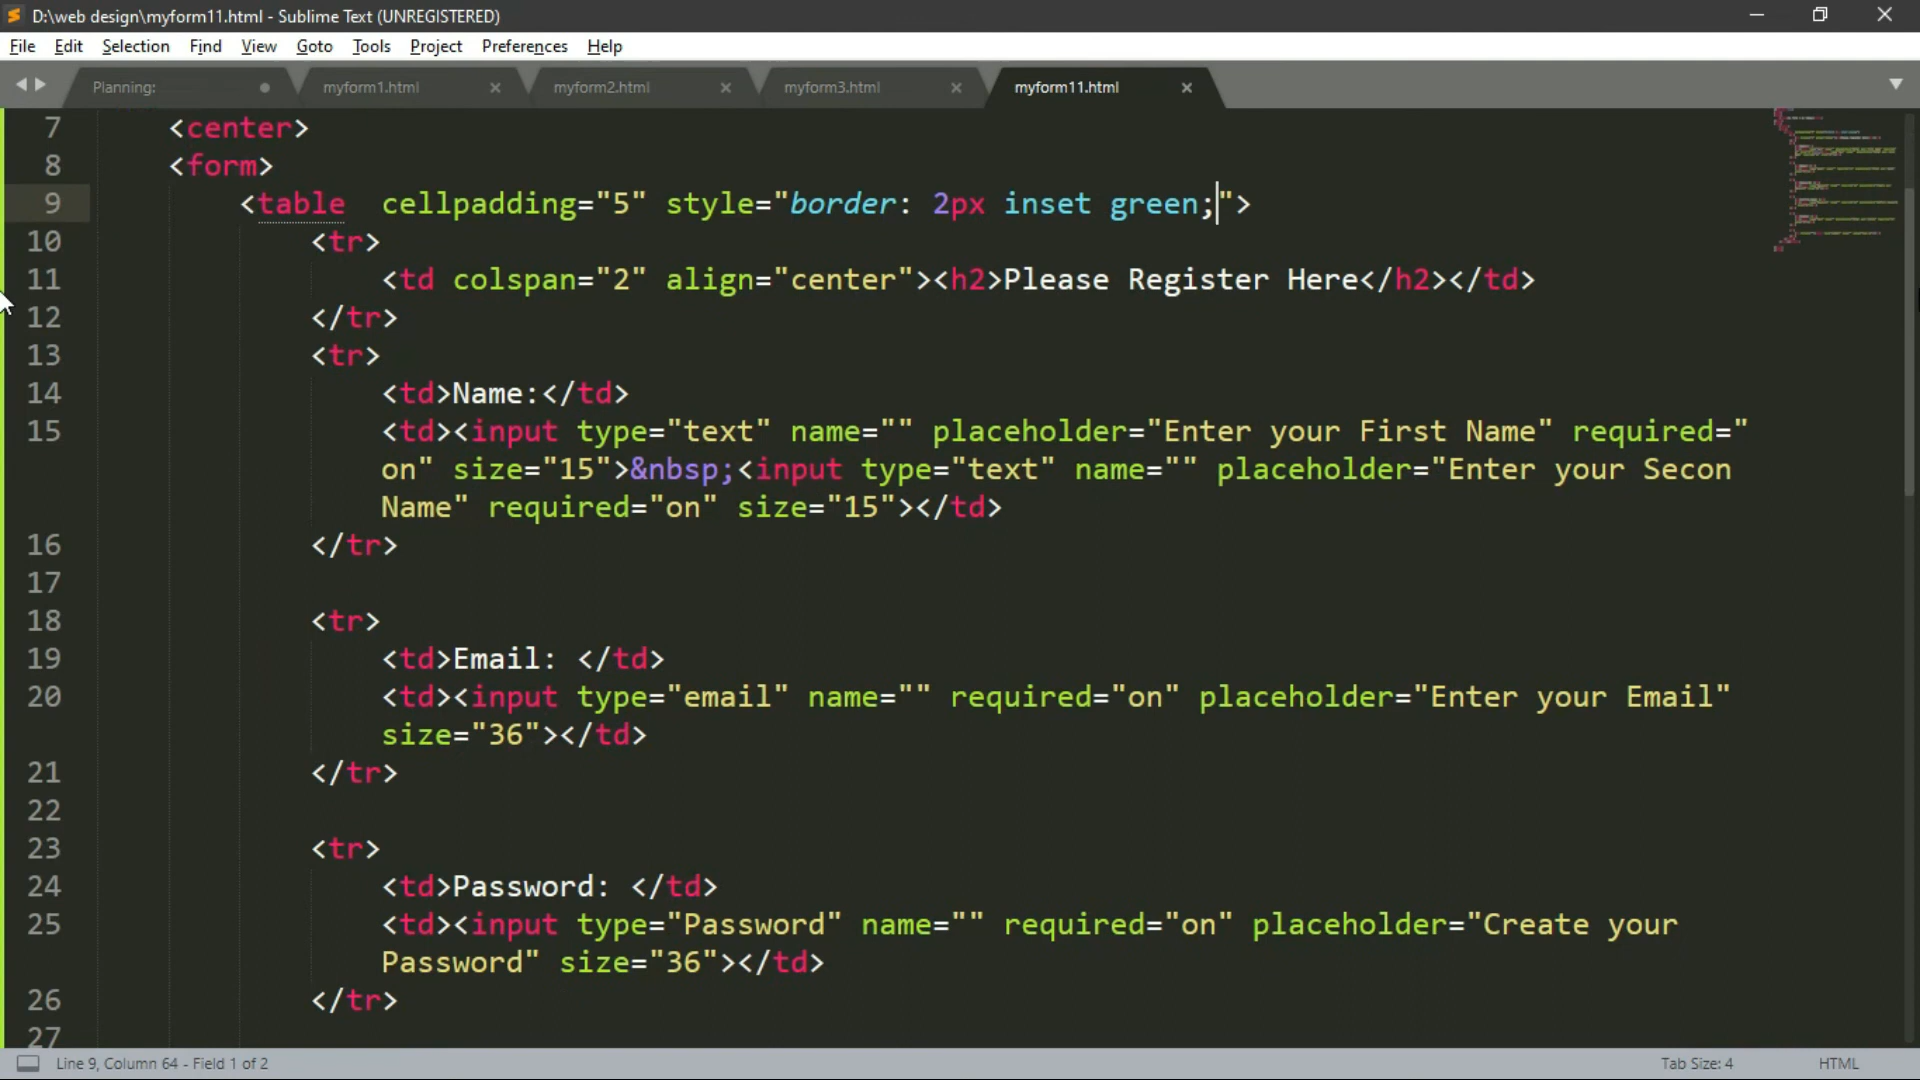 D:\web design\myform11.html - Sublime Text (UNREGISTERED)
File Edit Selection Find View Goto Tools Project Preferences Help
Planning: myform1.html myform2.html myform3.html myform11.html
7 <center>
8 <form>
9 <table  cellpadding="5" style="border: 2px inset green;">
10 <tr>
11 <td colspan="2" align="center"><h2>Please Register Here</h2></td>
12 </tr>
13 <tr>
14 <td>Name:</td>
15 <td><input type="text" name="" placeholder="Enter your First Name" required="
on" size="15">&nbsp;<input type="text" name="" placeholder="Enter your Secon
Name" required="on" size="15"></td>
16 </tr>
17
18 <tr>
19 <td>Email: </td>
20 <td><input type="email" name="" required="on" placeholder="Enter your Email"
size="36"></td>
21 </tr>
22
23 <tr>
24 <td>Password: </td>
25 <td><input type="Password" name="" required="on" placeholder="Create your
Password" size="36"></td>
26 </tr>
27
Line 9, Column 64 - Field 1 of 2 Tab Size: 4 HTML